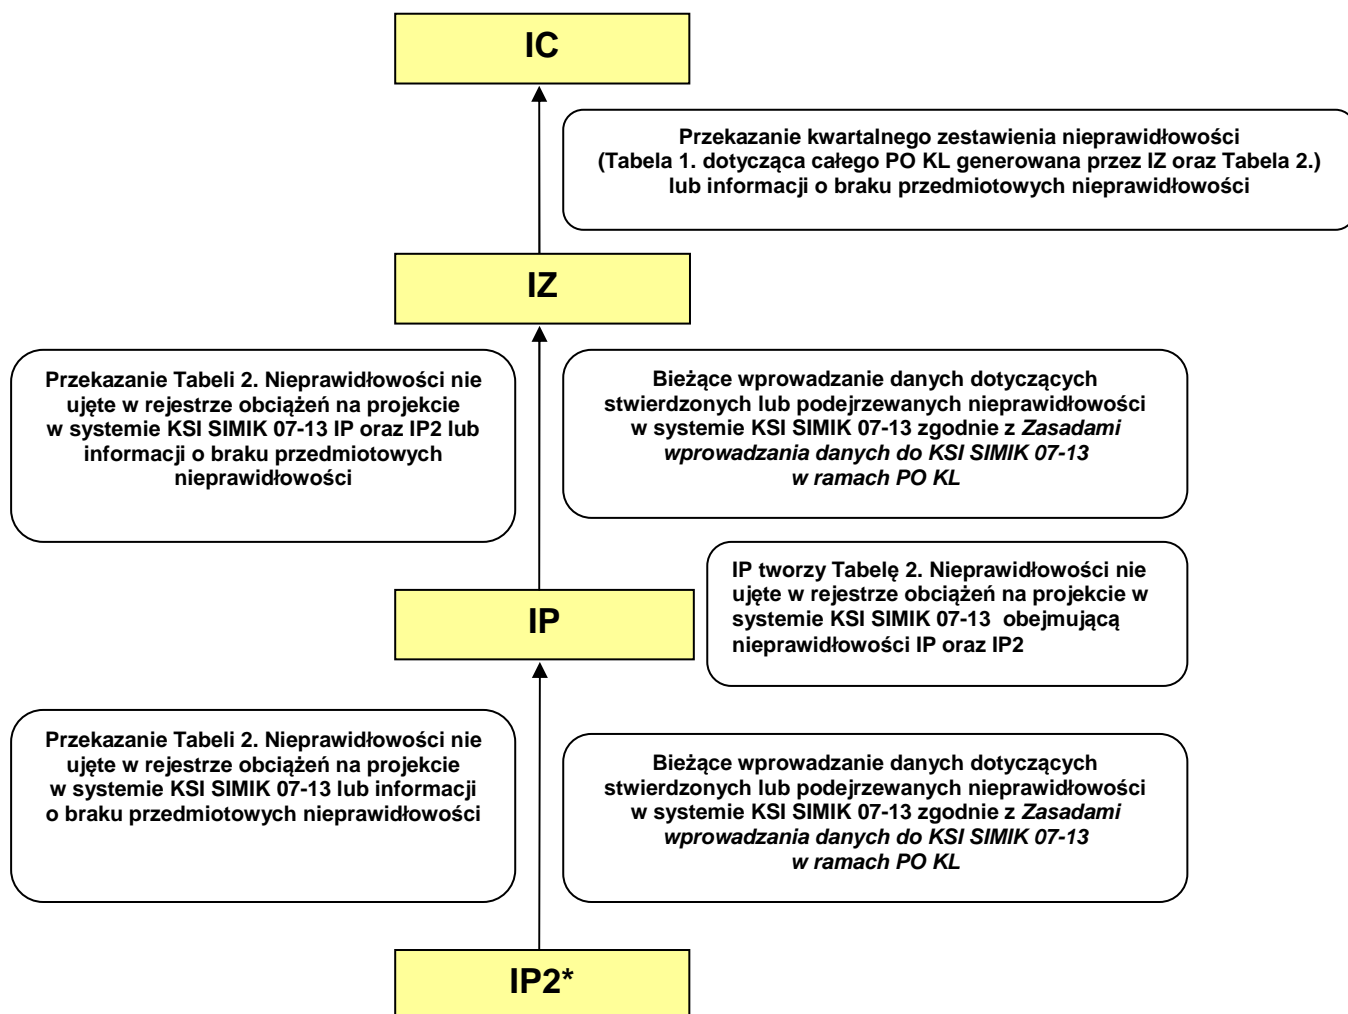 IC
Przekazanie kwartalnego zestawienia nieprawidłowości
(Tabela 1. dotycząca całego PO KL generowana przez IZ oraz Tabela 2.)
lub informacji o braku przedmiotowych nieprawidłowości
IZ
Przekazanie Tabeli 2. Nieprawidłowości nie
ujęte w rejestrze obciążeń na projekcie
w systemie KSI SIMIK 07-13 IP oraz IP2 lub
informacji o braku przedmiotowych
nieprawidłowości
Bieżące wprowadzanie danych dotyczących
stwierdzonych lub podejrzewanych nieprawidłowości
w systemie KSI SIMIK 07-13 zgodnie z Zasadami
wprowadzania danych do KSI SIMIK 07-13
w ramach PO KL
IP tworzy Tabelę 2. Nieprawidłowości nie
ujęte w rejestrze obciążeń na projekcie w
systemie KSI SIMIK 07-13 obejmującą
nieprawidłowości IP oraz IP2
IP
Przekazanie Tabeli 2. Nieprawidłowości nie
ujęte w rejestrze obciążeń na projekcie
w systemie KSI SIMIK 07-13 lub informacji
o braku przedmiotowych nieprawidłowości
Bieżące wprowadzanie danych dotyczących
stwierdzonych lub podejrzewanych nieprawidłowości
w systemie KSI SIMIK 07-13 zgodnie z Zasadami
wprowadzania danych do KSI SIMIK 07-13
w ramach PO KL
IP2*